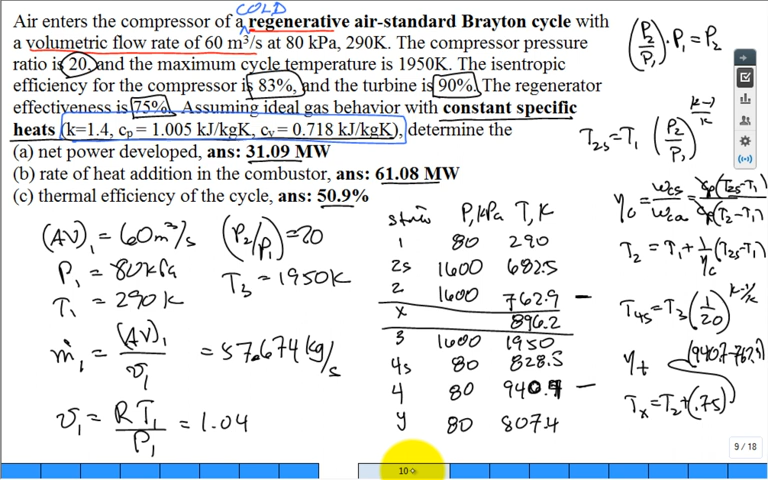 COLD
Air enters the compressor of a regenerative air-standard Brayton cycle with
a volumetric flow rate of 60 m³/s at 80 kPa, 290K. The compressor pressure
ratio is 20, and the maximum cycle temperature is 1950K. The isentropic
efficiency for the compressor is 83%, and the turbine is 90%. The regenerator
effectiveness is 75%. Assuming ideal gas behavior with constant specific
heats (k=1.4, cp = 1.005 kJ/kgK, cv = 0.718 kJ/kgK), determine the
(a) net power developed, ans: 31.09 MW
(b) rate of heat addition in the combustor, ans: 61.08 MW
(c) thermal efficiency of the cycle, ans: 50.9%
(AV)₁ = 60m³/s (P₂/P₁) = 20
P₁ = 80kPa T₃ = 1950K
T₁ = 290K
ṁ₁ = (AV)₁/v₁ = 57.674 kg/s
v₁ = RT₁/P₁ = 1.04
state P, kPa T, K
1 80 290
2s 1600 682.5
2 1600 762.9 –
x 896.2
3 1600 1950
4s 80 828.5
4 80 940.7 –
y 80 807.4
(P₂/P₁)·P₁ = P₂
T₂s = T₁ (P₂/P₁)^(k-1/k)
ηc = wcs/wca = cp(T₂s-T₁)/cp(T₂-T₁)
T₂ = T₁ + 1/ηc (T₂s-T₁)
T₄s = T₃(1/20)^(k-1/k)
ηt (940.7-762.9)
Tx = T₂ + (.75)
9 / 18
10